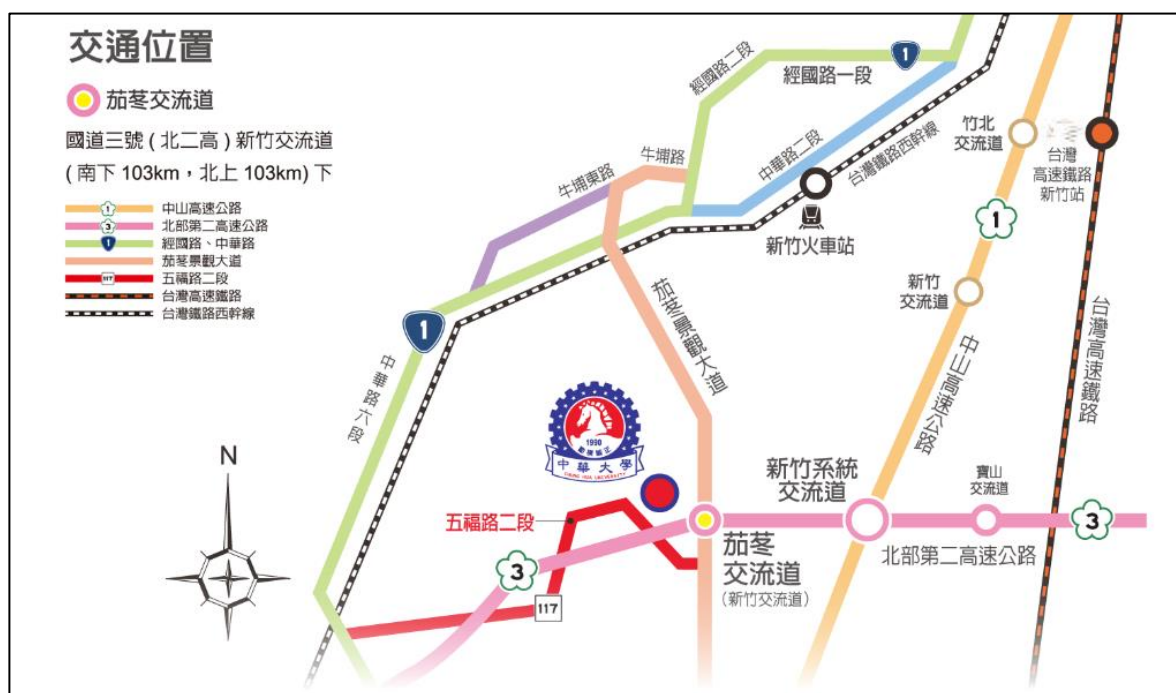 交通位置
茄苳交流道
國道三號 ( 北二高 ) 新竹交流道
( 南下 103km，北上 103km) 下
1
中山高速公路
3
北部第二高速公路
1
經國路、中華路
茄苳景觀大道
117
五福路二段
台灣高速鐵路
台灣鐵路西幹線
經國路二段
經國路一段
1
牛埔路
牛埔東路
中華路二段
台灣鐵路西幹線
新竹火車站
竹北
交流道
台灣
高速鐵路
新竹站
1
新竹
交流道
茄苳景觀大道
中山高速公路
台灣高速鐵路
1
中華路六段
N
1990
中華大學
CHUNG HUA UNIVERSITY
五福路二段
新竹系統
交流道
寶山
交流道
3
北部第二高速公路
茄苳
交流道
(新竹交流道)
3
117